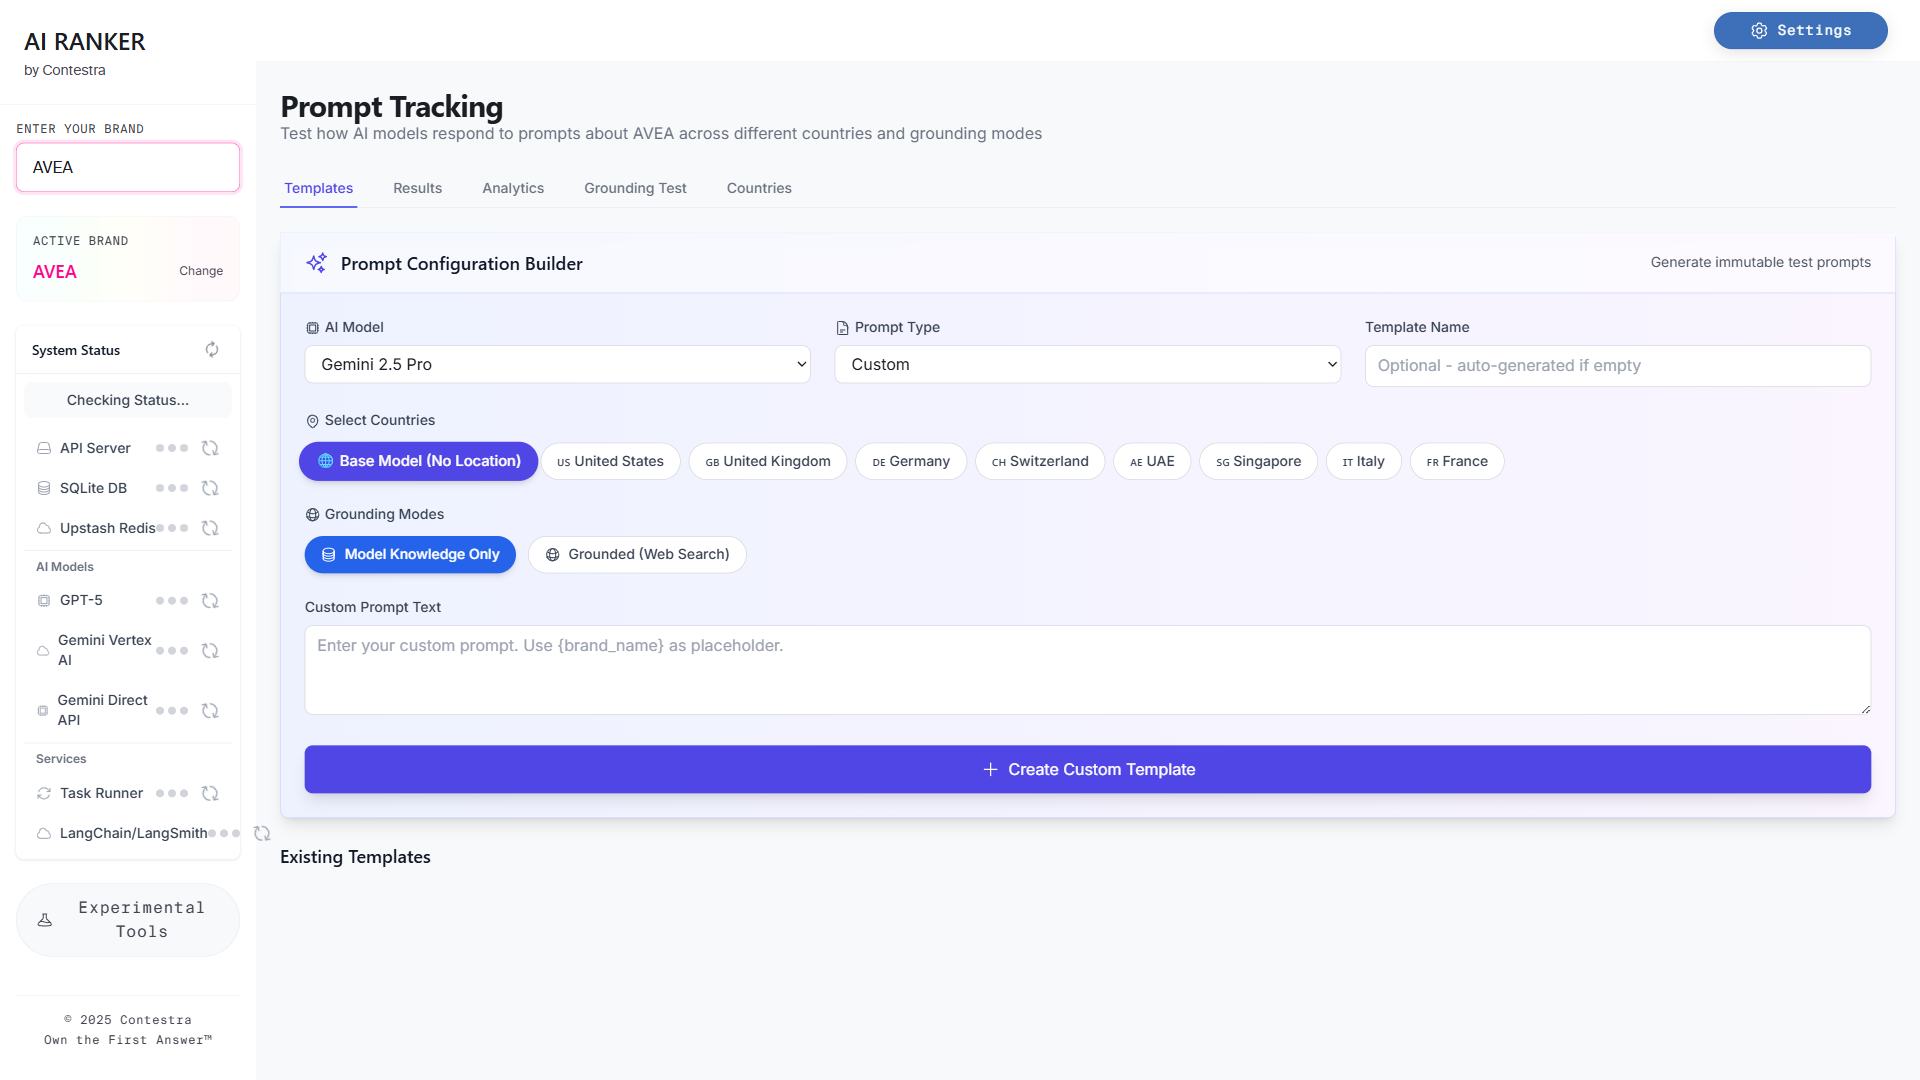 AI RANKER
by Contestra
Settings
ENTER YOUR BRAND
AVEA
ACTIVE BRAND
AVEA
Change
System Status
Checking Status...
API Server
SQLite DB
Upstash Redis
AI Models
GPT-5
Gemini Vertex
AI
Gemini Direct
API
Services
Task Runner
LangChain/LangSmith
Experimental
Tools
© 2025 Contestra
Own the First Answer™
Prompt Tracking
Test how AI models respond to prompts about AVEA across different countries and grounding modes
Templates Results Analytics Grounding Test Countries
Prompt Configuration Builder
Generate immutable test prompts
AI Model
Gemini 2.5 Pro
Prompt Type
Custom
Template Name
Optional - auto-generated if empty
Select Countries
Base Model (No Location) US United States GB United Kingdom DE Germany CH Switzerland AE UAE SG Singapore IT Italy FR France
Grounding Modes
Model Knowledge Only Grounded (Web Search)
Custom Prompt Text
Enter your custom prompt. Use {brand_name} as placeholder.
Create Custom Template
Existing Templates